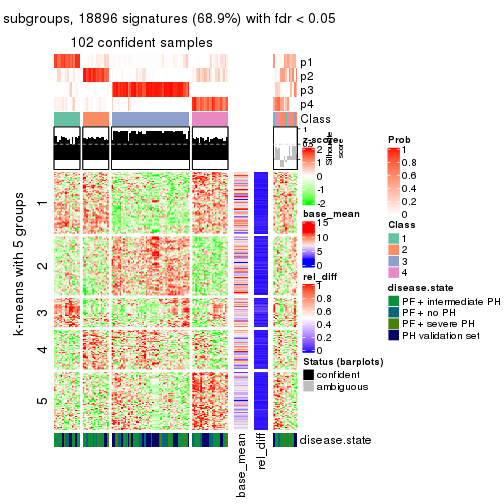 subgroups, 18896 signatures (68.9%) with fdr < 0.05
102 confident samples
p1
p2
p3
p4
Class
1
0.5
0
Silhouette
score
k-means with 5 groups
1
2
3
4
5
base_mean
rel_diff
disease.state
z-score
2
1
0
-1
-2
base_mean
15
10
5
0
rel_diff
1
0.8
0.6
0.4
0.2
0
Status (barplots)
confident
ambiguous
Prob
1
0.8
0.6
0.4
0.2
0
Class
1
2
3
4
disease.state
PF+ intermediate PH
PF+ no PH
PF+ severe PH
PH validation set